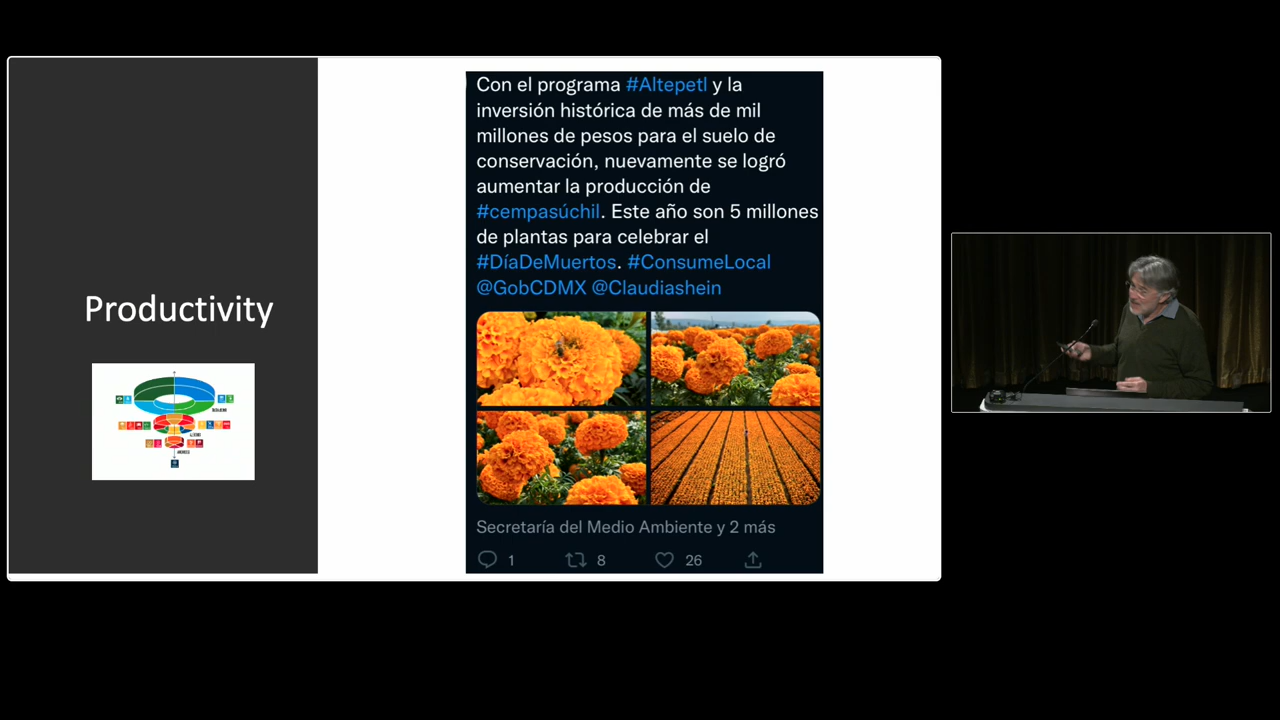 Productivity
Con el programa #Altepetl y la
inversión histórica de más de mil
millones de pesos para el suelo de
conservación, nuevamente se logró
aumentar la producción de
#cempasúchil. Este año son 5 millones
de plantas para celebrar el
#DíaDeMuertos. #ConsumeLocal
@GobCDMX @Claudiashein
Secretaría del Medio Ambiente y 2 más
1 8 26